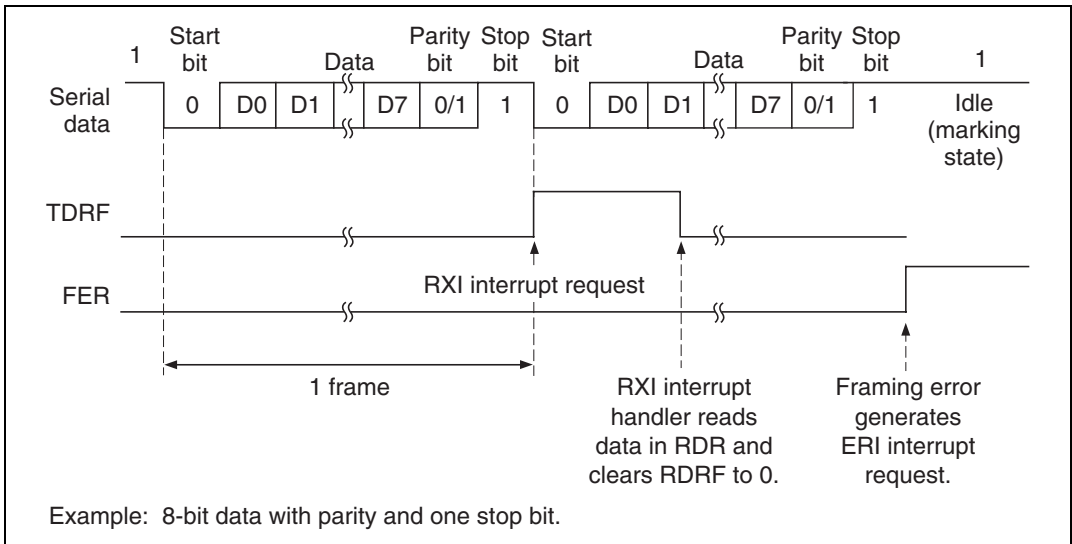 1 Start bit Data Parity bit Stop bit Start bit Data Parity bit Stop bit 1
Serial data 0 D0 D1 D7 0/1 1 0 D0 D1 D7 0/1 1 Idle (marking state)
TDRF
RXI interrupt request
FER
1 frame
RXI interrupt
handler reads
data in RDR and
clears RDRF to 0.
Framing error
generates
ERI interrupt
request.
Example: 8-bit data with parity and one stop bit.